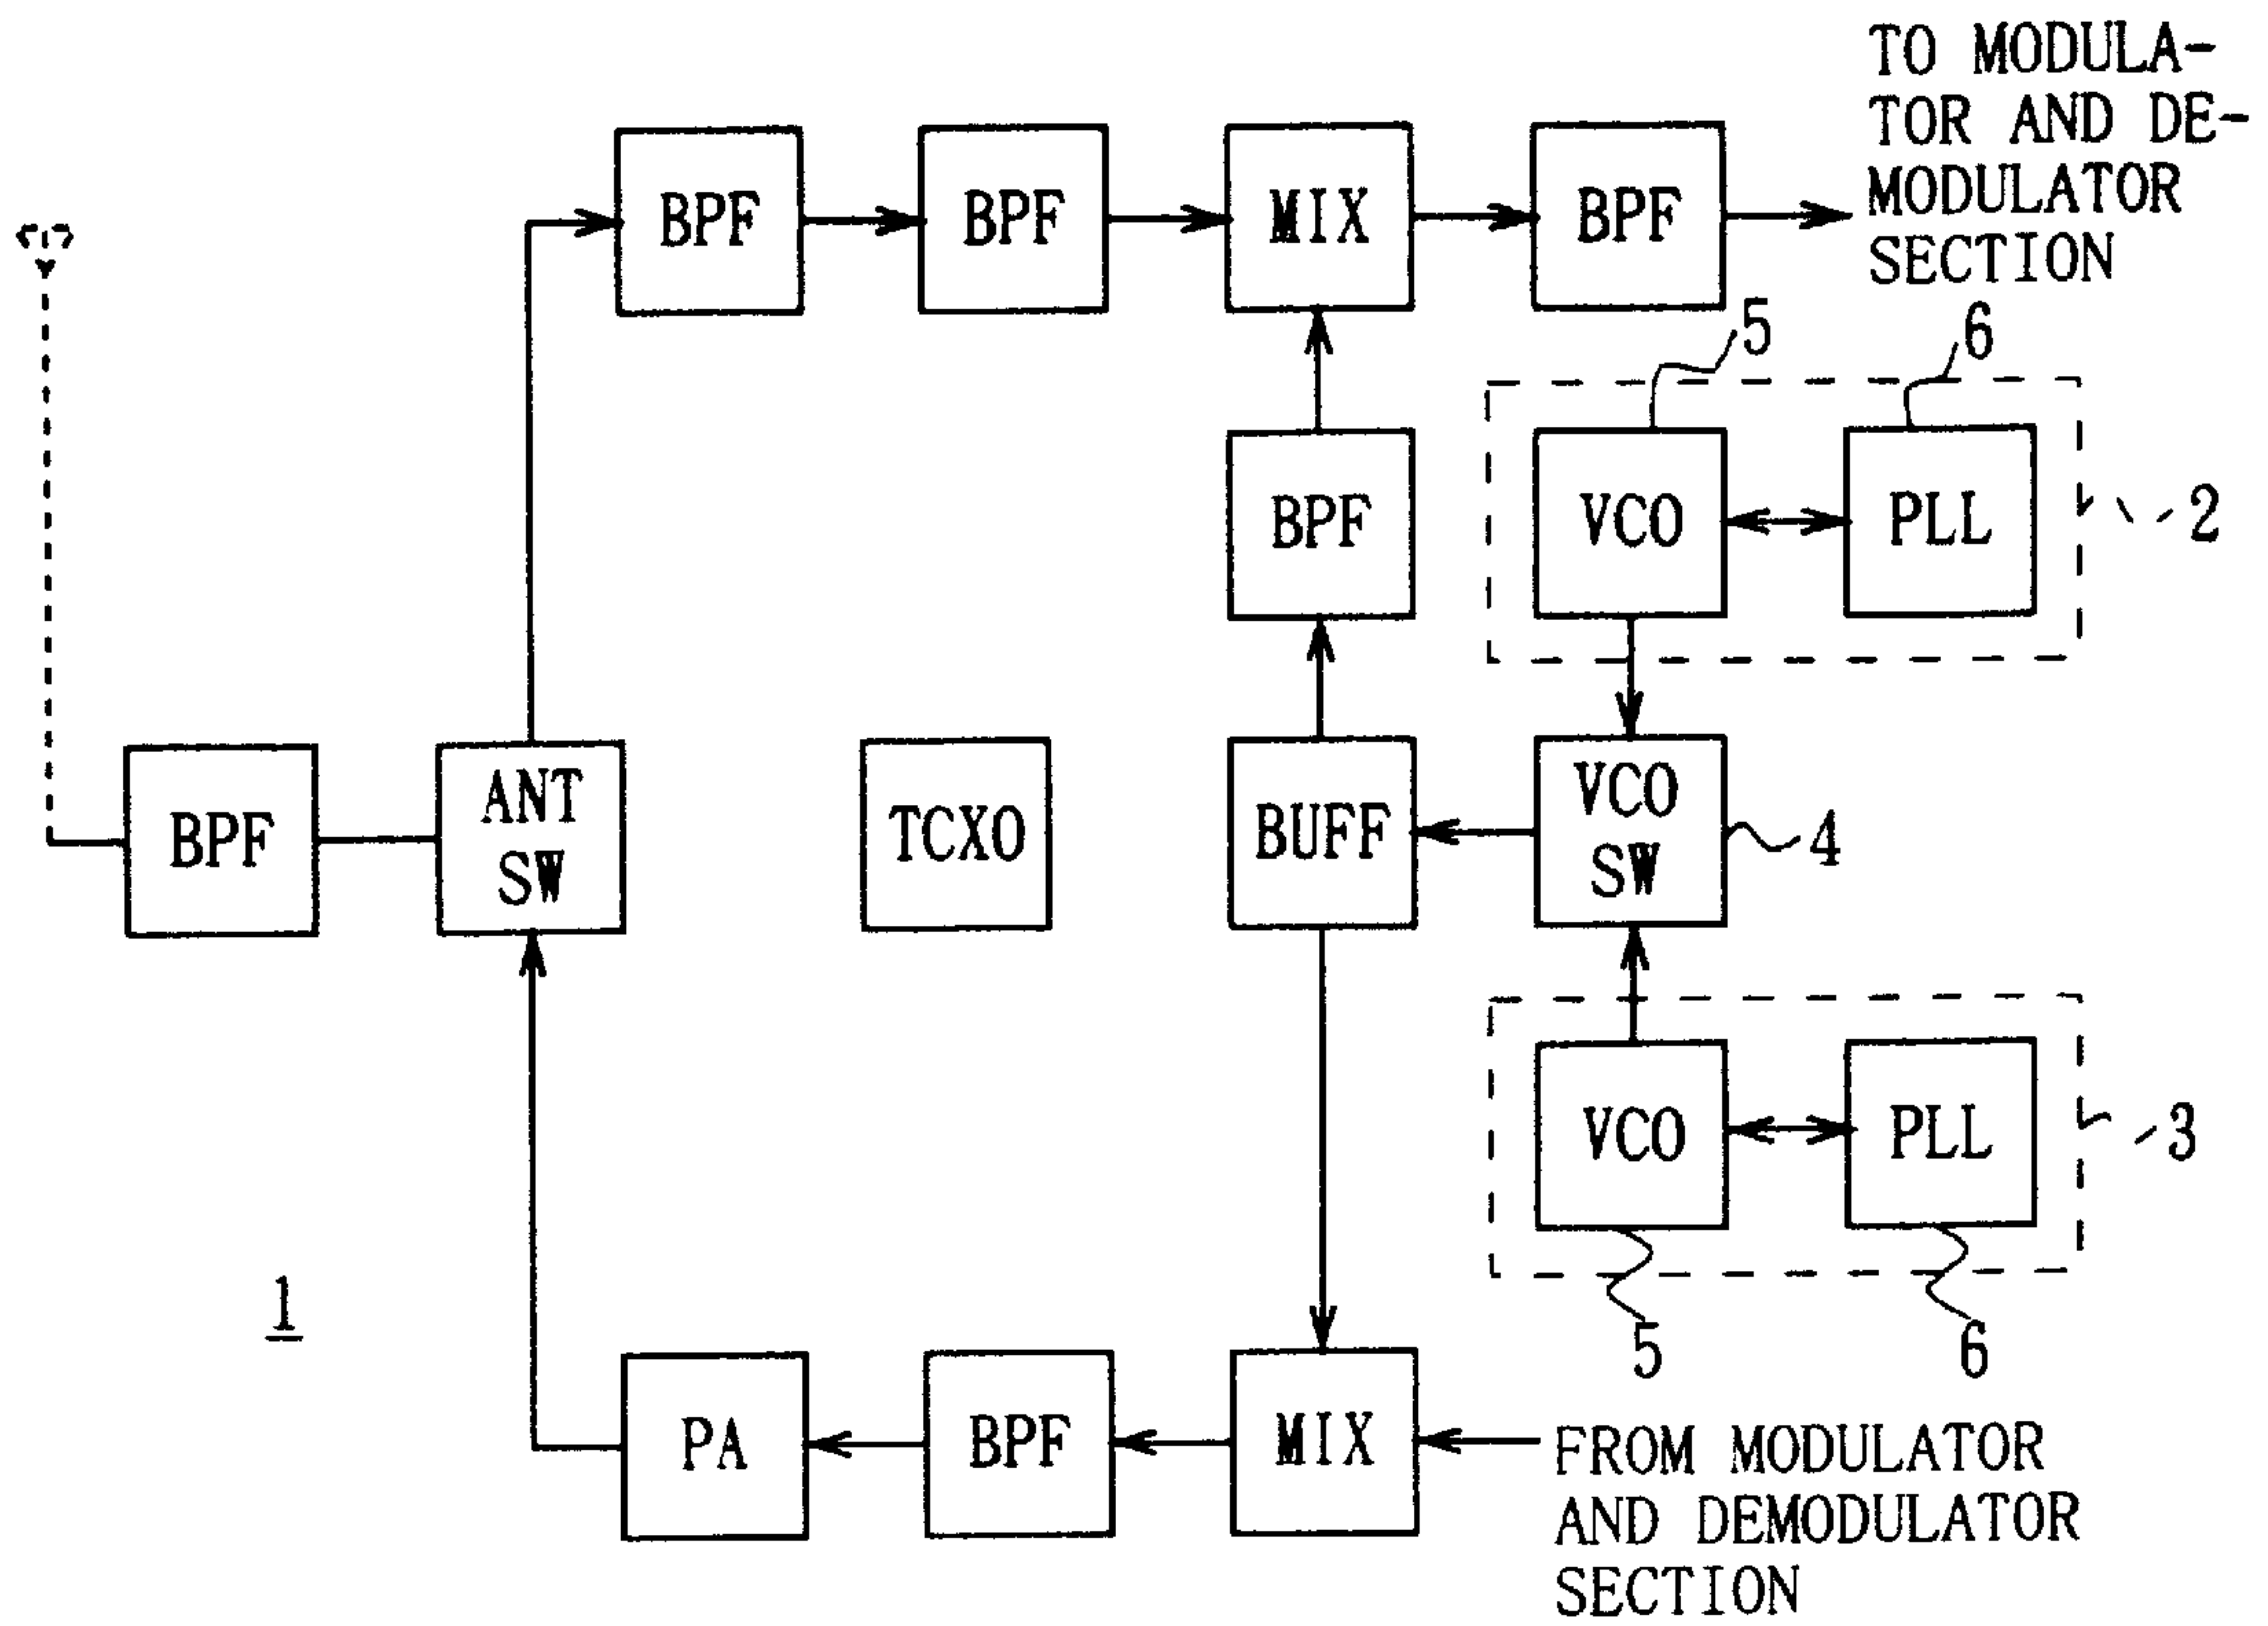 TO MODULA-
TOR AND DE-
MODULATOR
SECTION
BPF
BPF
MIX
BPF
5
6
BPF
VCO
PLL
2
BPF
ANT
SW
TCXO
BUFF
VCO
SW
4
VCO
PLL
3
1
5
6
PA
BPF
MIX
FROM MODULATOR
AND DEMODULATOR
SECTION